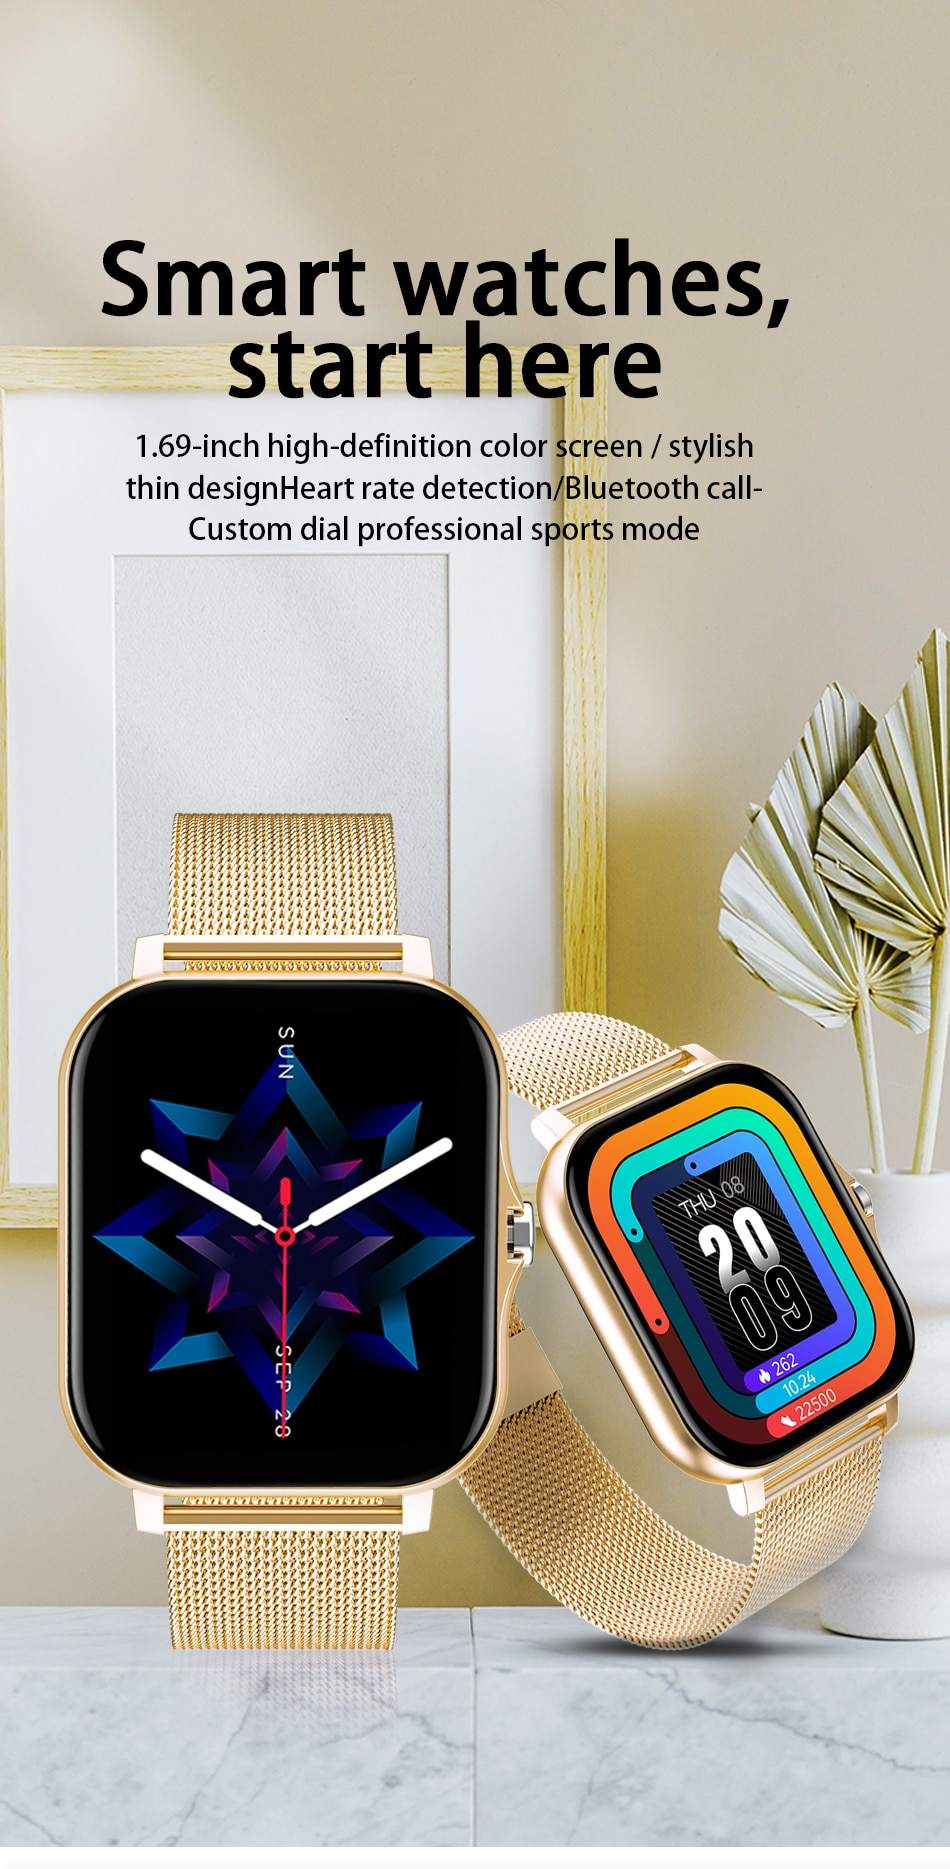 Smart watches,
start here
1.69-inch high-definition color screen / stylish
thin designHeart rate detection/Bluetooth call-
Custom dial professional sports mode
SUN
SEP 28
THU 08
20
09
262
10.24
22500